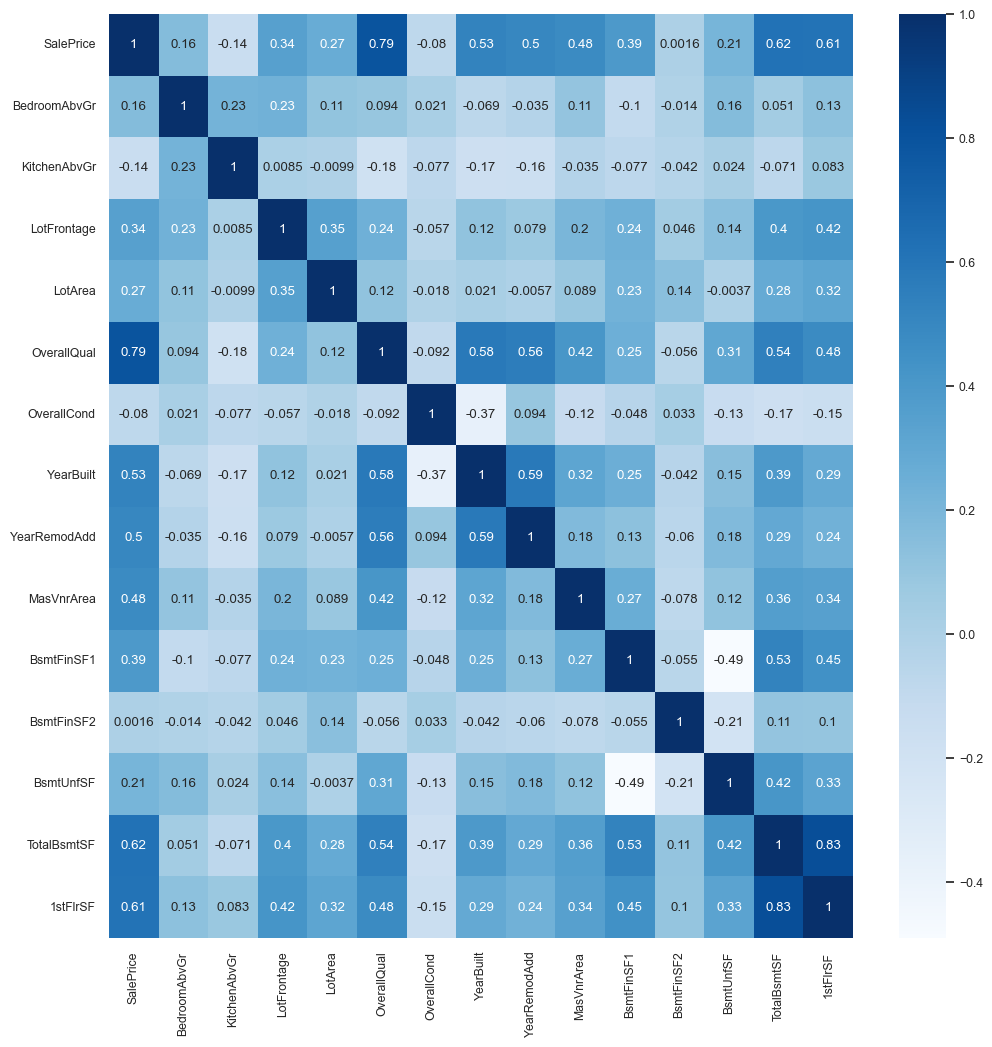 SalePrice 1 0.16 -0.14 0.34 0.27 0.79 -0.08 0.53 0.5 0.48 0.39 0.0016 0.21 0.62 0.61
BedroomAbvGr 0.16 1 0.23 0.23 0.11 0.094 0.021 -0.069 -0.035 0.11 -0.1 -0.014 0.16 0.051 0.13
KitchenAbvGr -0.14 0.23 1 0.0085 -0.0099 -0.18 -0.077 -0.17 -0.16 -0.035 -0.077 -0.042 0.024 -0.071 0.083
LotFrontage 0.34 0.23 0.0085 1 0.35 0.24 -0.057 0.12 0.079 0.2 0.24 0.046 0.14 0.4 0.42
LotArea 0.27 0.11 -0.0099 0.35 1 0.12 -0.018 0.021 -0.0057 0.089 0.23 0.14 -0.0037 0.28 0.32
OverallQual 0.79 0.094 -0.18 0.24 0.12 1 -0.092 0.58 0.56 0.42 0.25 -0.056 0.31 0.54 0.48
OverallCond -0.08 0.021 -0.077 -0.057 -0.018 -0.092 1 -0.37 0.094 -0.12 -0.048 0.033 -0.13 -0.17 -0.15
YearBuilt 0.53 -0.069 -0.17 0.12 0.021 0.58 -0.37 1 0.59 0.32 0.25 -0.042 0.15 0.39 0.29
YearRemodAdd 0.5 -0.035 -0.16 0.079 -0.0057 0.56 0.094 0.59 1 0.18 0.13 -0.06 0.18 0.29 0.24
MasVnrArea 0.48 0.11 -0.035 0.2 0.089 0.42 -0.12 0.32 0.18 1 0.27 -0.078 0.12 0.36 0.34
BsmtFinSF1 0.39 -0.1 -0.077 0.24 0.23 0.25 -0.048 0.25 0.13 0.27 1 -0.055 -0.49 0.53 0.45
BsmtFinSF2 0.0016 -0.014 -0.042 0.046 0.14 -0.056 0.033 -0.042 -0.06 -0.078 -0.055 1 -0.21 0.11 0.1
BsmtUnfSF 0.21 0.16 0.024 0.14 -0.0037 0.31 -0.13 0.15 0.18 0.12 -0.49 -0.21 1 0.42 0.33
TotalBsmtSF 0.62 0.051 -0.071 0.4 0.28 0.54 -0.17 0.39 0.29 0.36 0.53 0.11 0.42 1 0.83
1stFlrSF 0.61 0.13 0.083 0.42 0.32 0.48 -0.15 0.29 0.24 0.34 0.45 0.1 0.33 0.83 1
SalePrice BedroomAbvGr KitchenAbvGr LotFrontage LotArea OverallQual OverallCond YearBuilt YearRemodAdd MasVnrArea BsmtFinSF1 BsmtFinSF2 BsmtUnfSF TotalBsmtSF 1stFlrSF
1.0
0.8
0.6
0.4
0.2
0.0
-0.2
-0.4